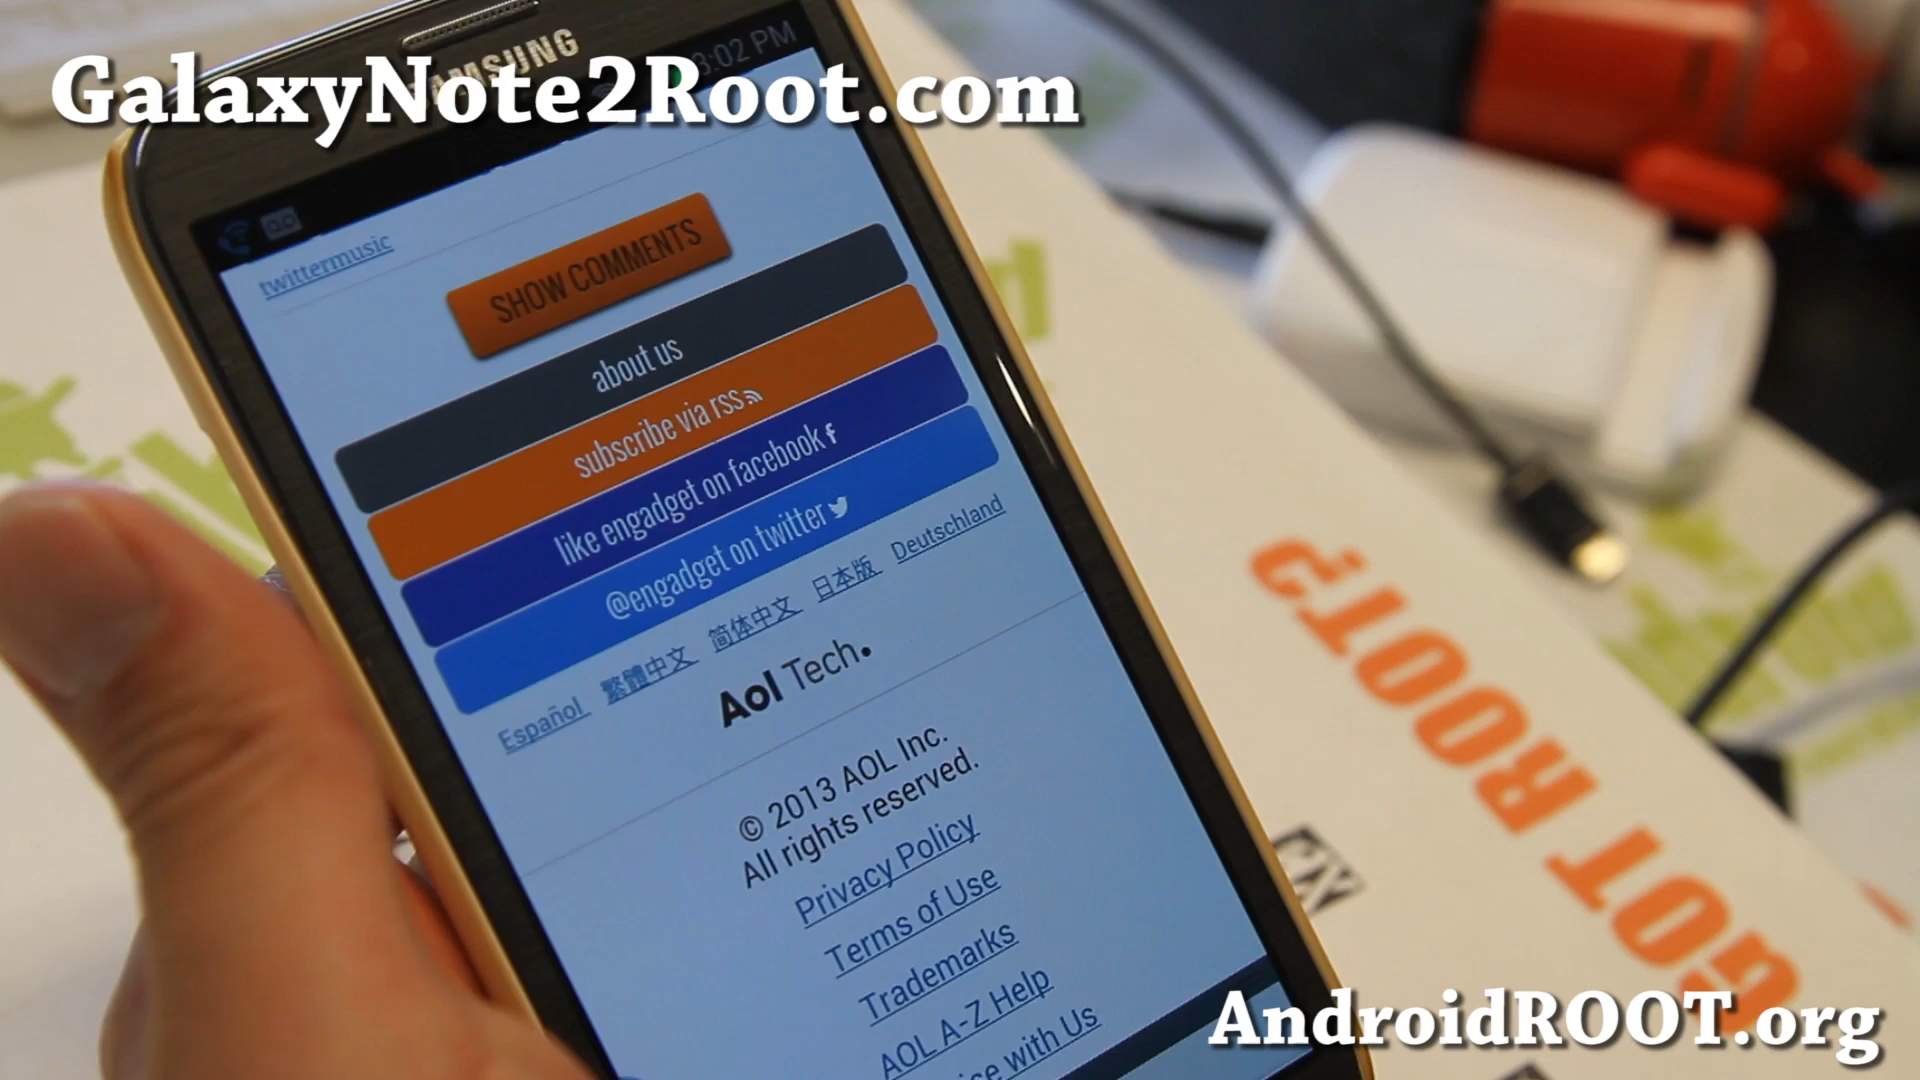 GalaxyNote2Root.com
SAMSUNG
3:02 PM
twittermusic
SHOW COMMENTS
about us
subscribe via rss
like engadget on facebook
@engadget on twitter
Español 繁體中文 简体中文 日本版 Deutschland
Aol Tech.
© 2013 AOL Inc.
All rights reserved.
Privacy Policy
Terms of Use
Trademarks
AOL A-Z Help
with Us
GOT ROOT?
AndroidROOT.org